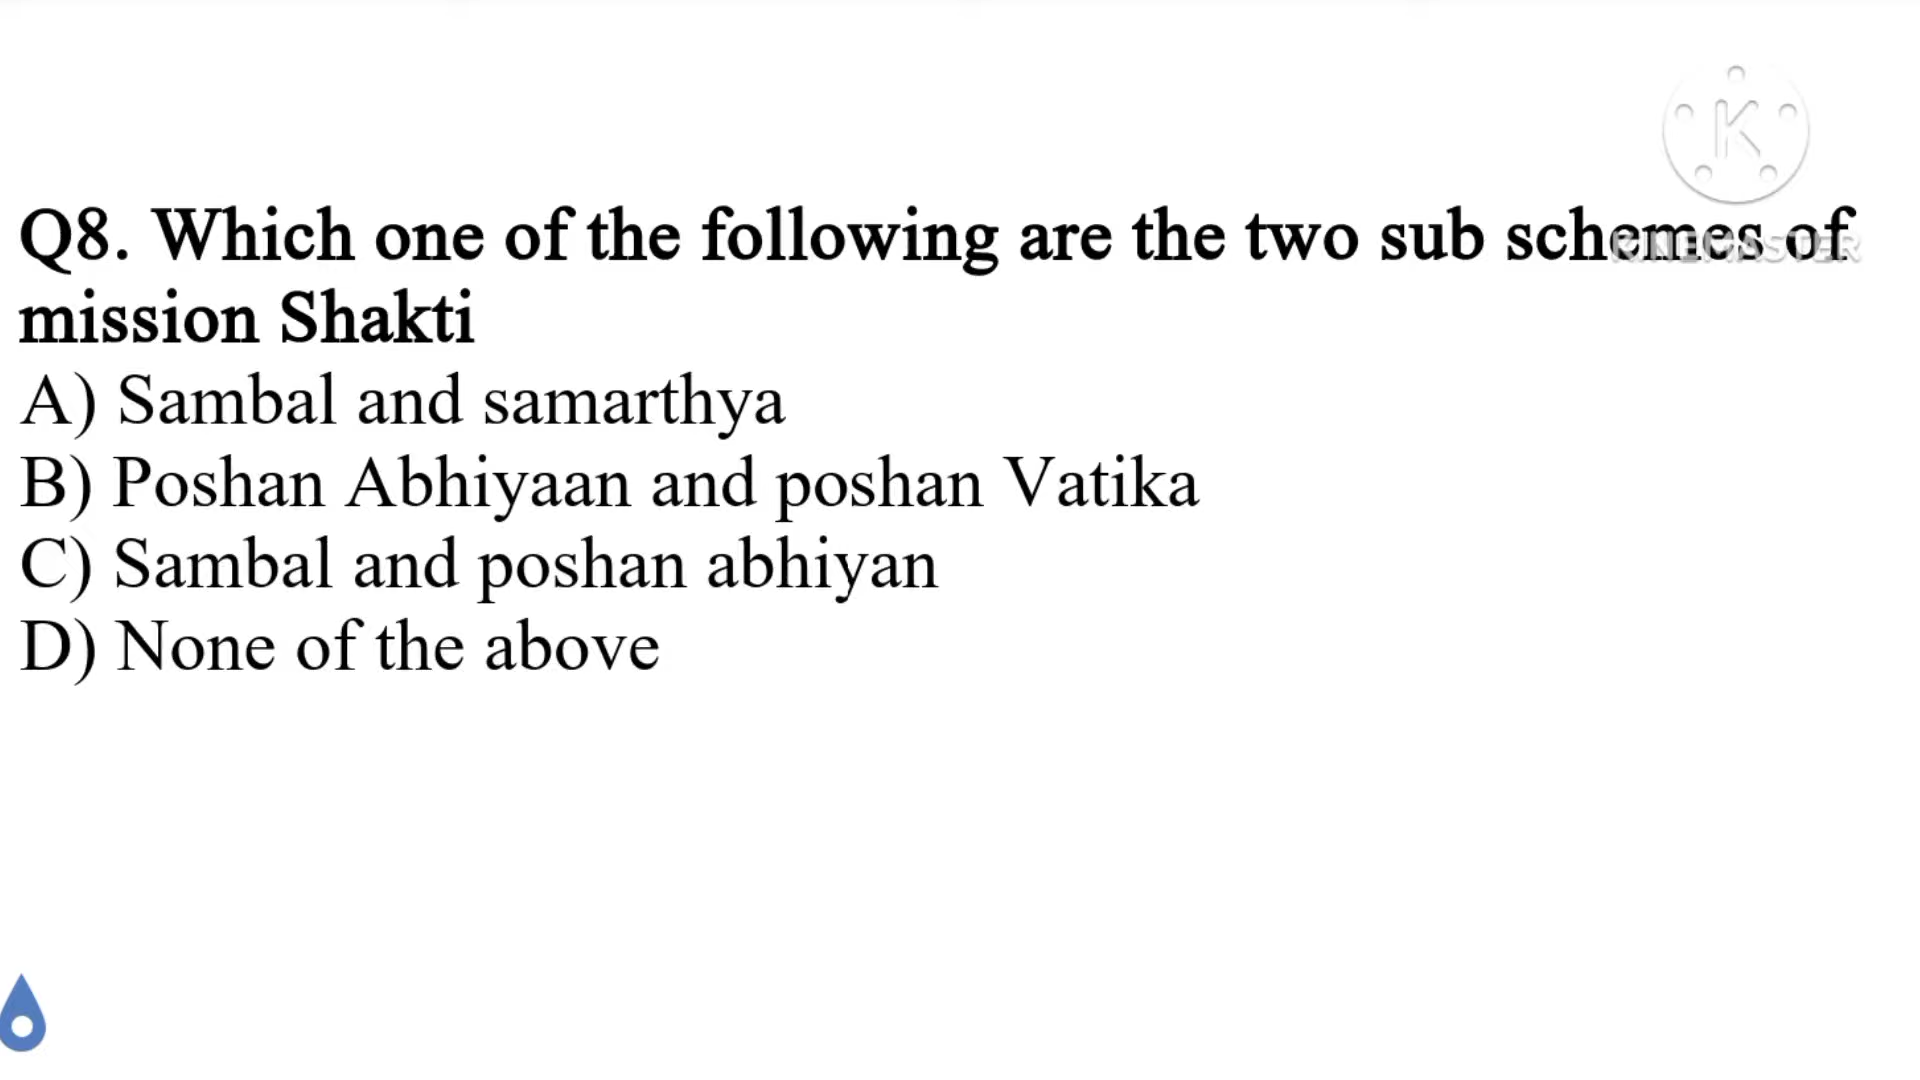 Q8. Which one of the following are the two sub schemes of
mission Shakti
A) Sambal and samarthya
B) Poshan Abhiyaan and poshan Vatika
C) Sambal and poshan abhiyan
D) None of the above
K
KINEMASTER